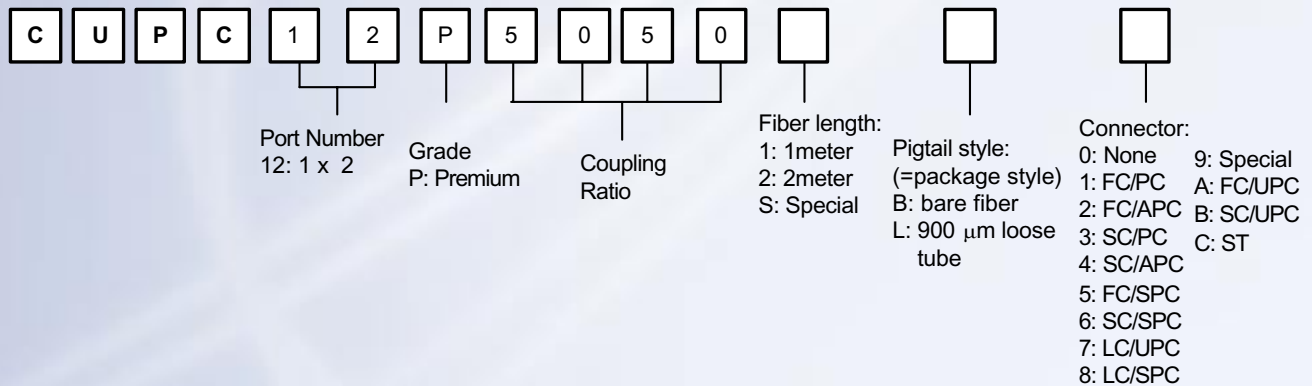 C U P C 1 2 P 5 0 5 0
Port Number
12: 1 x 2
Grade
P: Premium
Coupling
Ratio
Fiber length:
1: 1meter
2: 2meter
S: Special
Pigtail style:
(=package style)
B: bare fiber
L: 900 μm loose
tube
Connector:
0: None
1: FC/PC
2: FC/APC
3: SC/PC
4: SC/APC
5: FC/SPC
6: SC/SPC
7: LC/UPC
8: LC/SPC
9: Special
A: FC/UPC
B: SC/UPC
C: ST